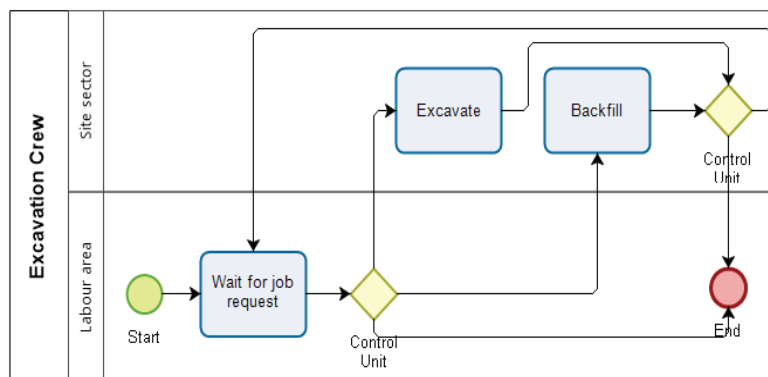 Excavation Crew
Site sector
Excavate
Backfill
Control
Unit
Labour area
Start
Wait for job
request
Control
Unit
End